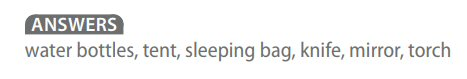 ANSWERS
water bottles, tent, sleeping bag, knife, mirror, torch